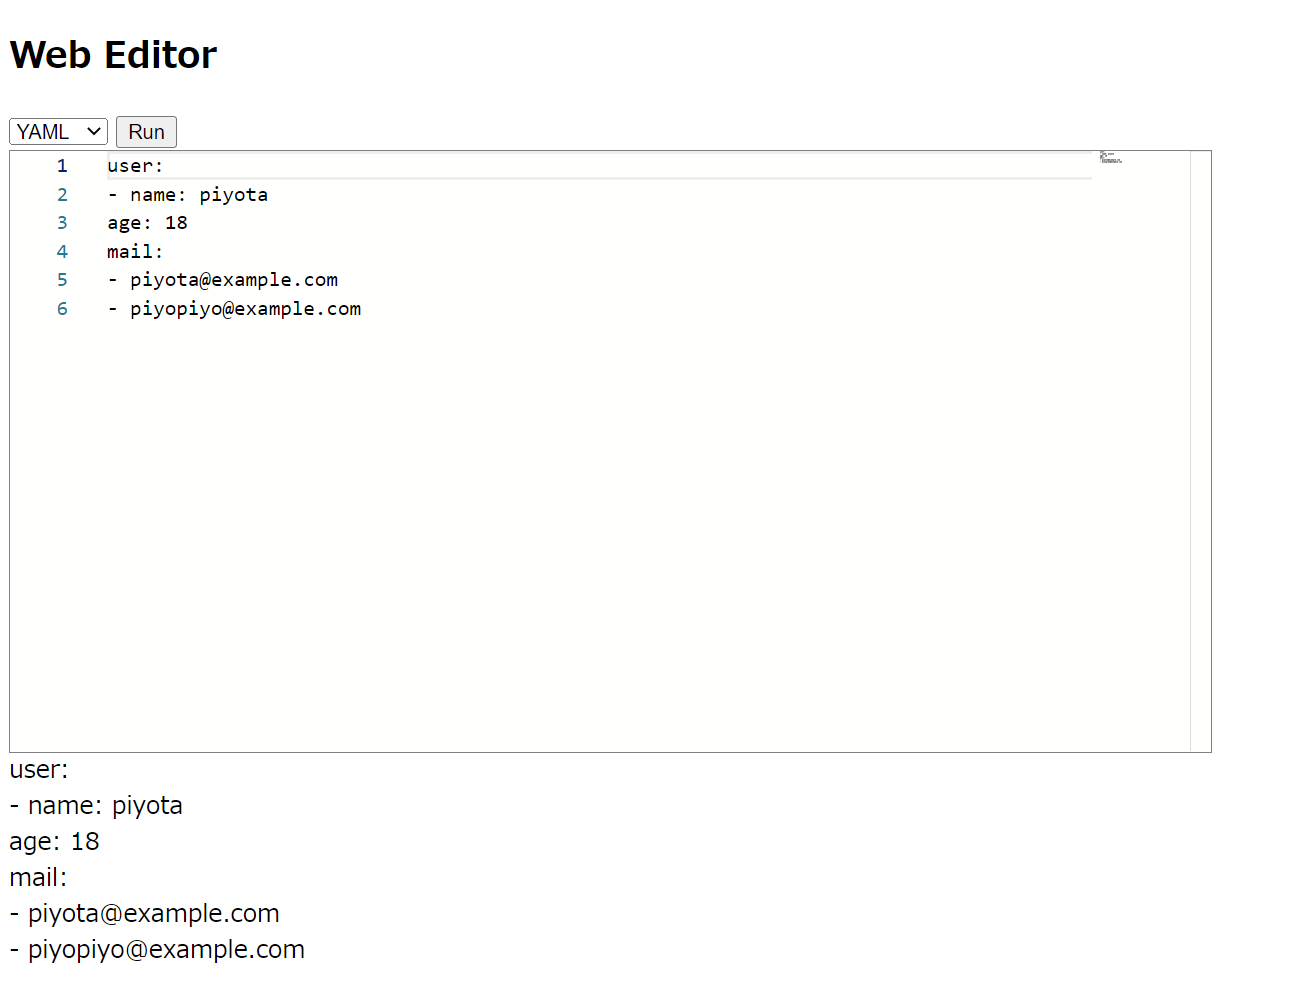 Web Editor
YAML Run
1 user:
2 - name: piyota
3 age: 18
4 mail:
5 - piyota@example.com
6 - piyopiyo@example.com
user:
- name: piyota
age: 18
mail:
- piyota@example.com
- piyopiyo@example.com